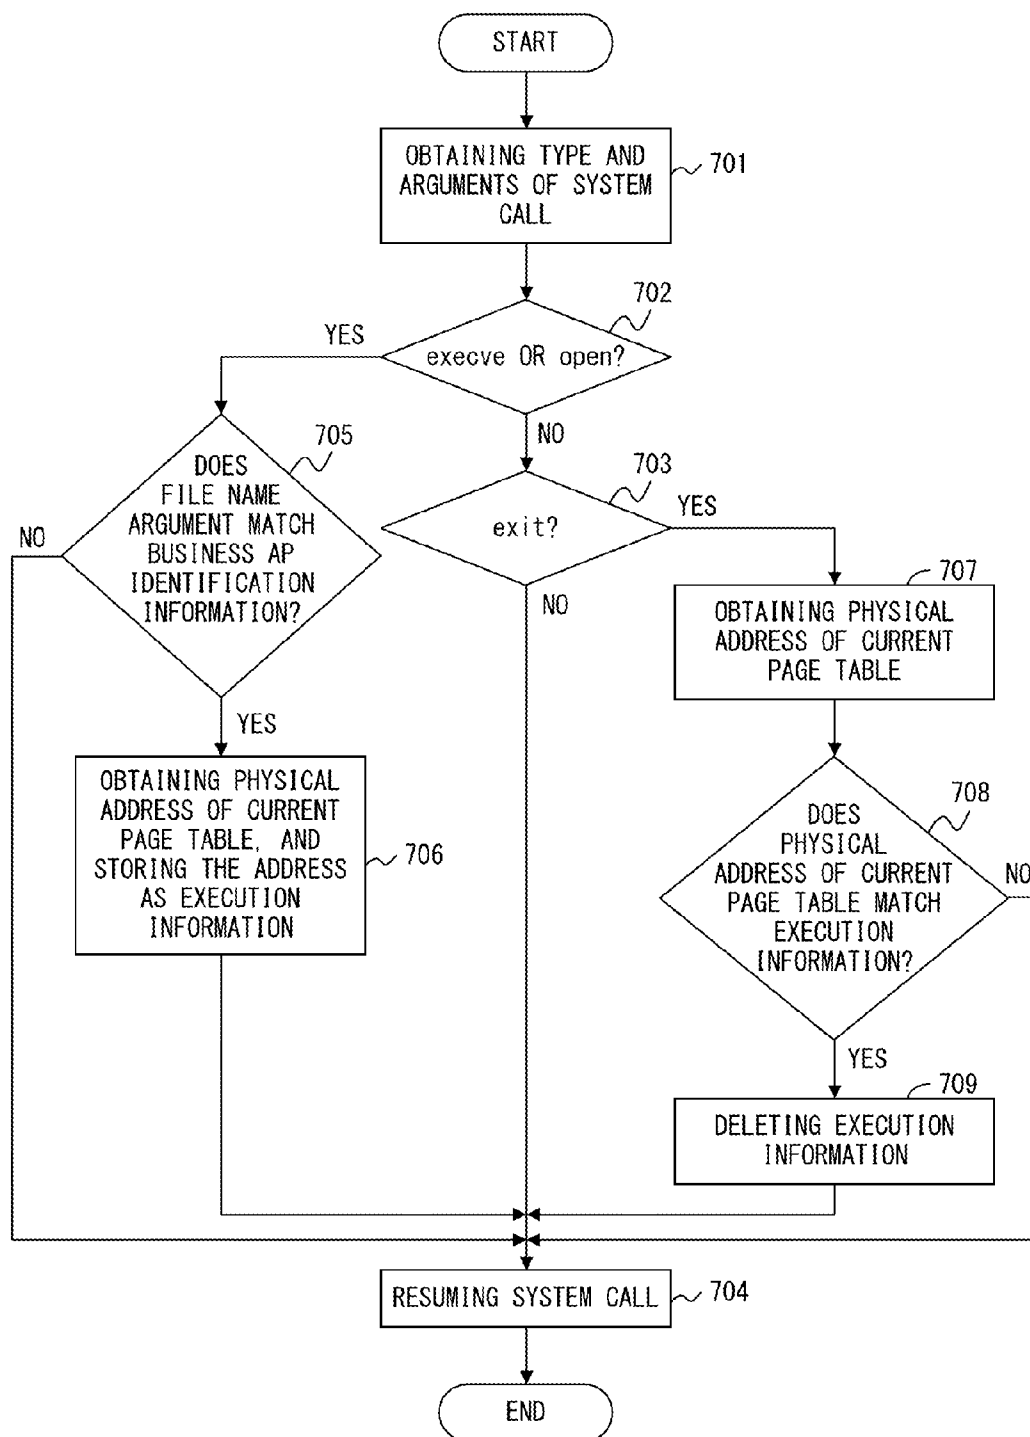 START
OBTAINING TYPE AND
ARGUMENTS OF SYSTEM
CALL
701
702
YES
execve OR open?
NO
705
DOES
FILE NAME
ARGUMENT MATCH
BUSINESS AP
IDENTIFICATION
INFORMATION?
NO
YES
703
exit?
YES
NO
707
OBTAINING PHYSICAL
ADDRESS OF CURRENT
PAGE TABLE
OBTAINING PHYSICAL
ADDRESS OF CURRENT
PAGE TABLE, AND
STORING THE ADDRESS
AS EXECUTION
INFORMATION
706
708
DOES
PHYSICAL
ADDRESS OF CURRENT
PAGE TABLE MATCH
EXECUTION
INFORMATION?
NO
YES
709
DELETING EXECUTION
INFORMATION
RESUMING SYSTEM CALL
704
END